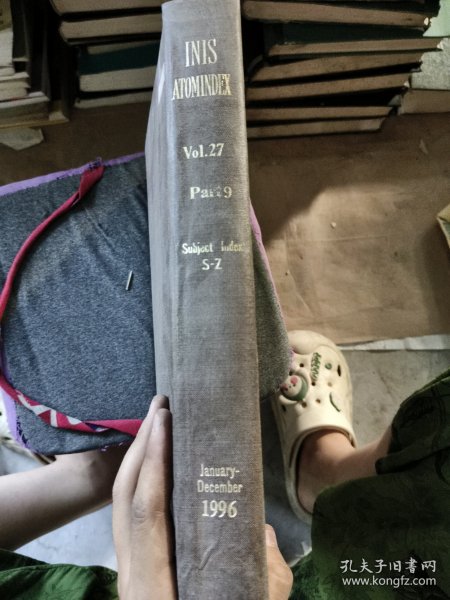 INIS
ATOMINDEX
Vol.27
Part 9
Subject Index
S-Z
January-
December
1996
孔夫子旧书网
www.kongfz.com